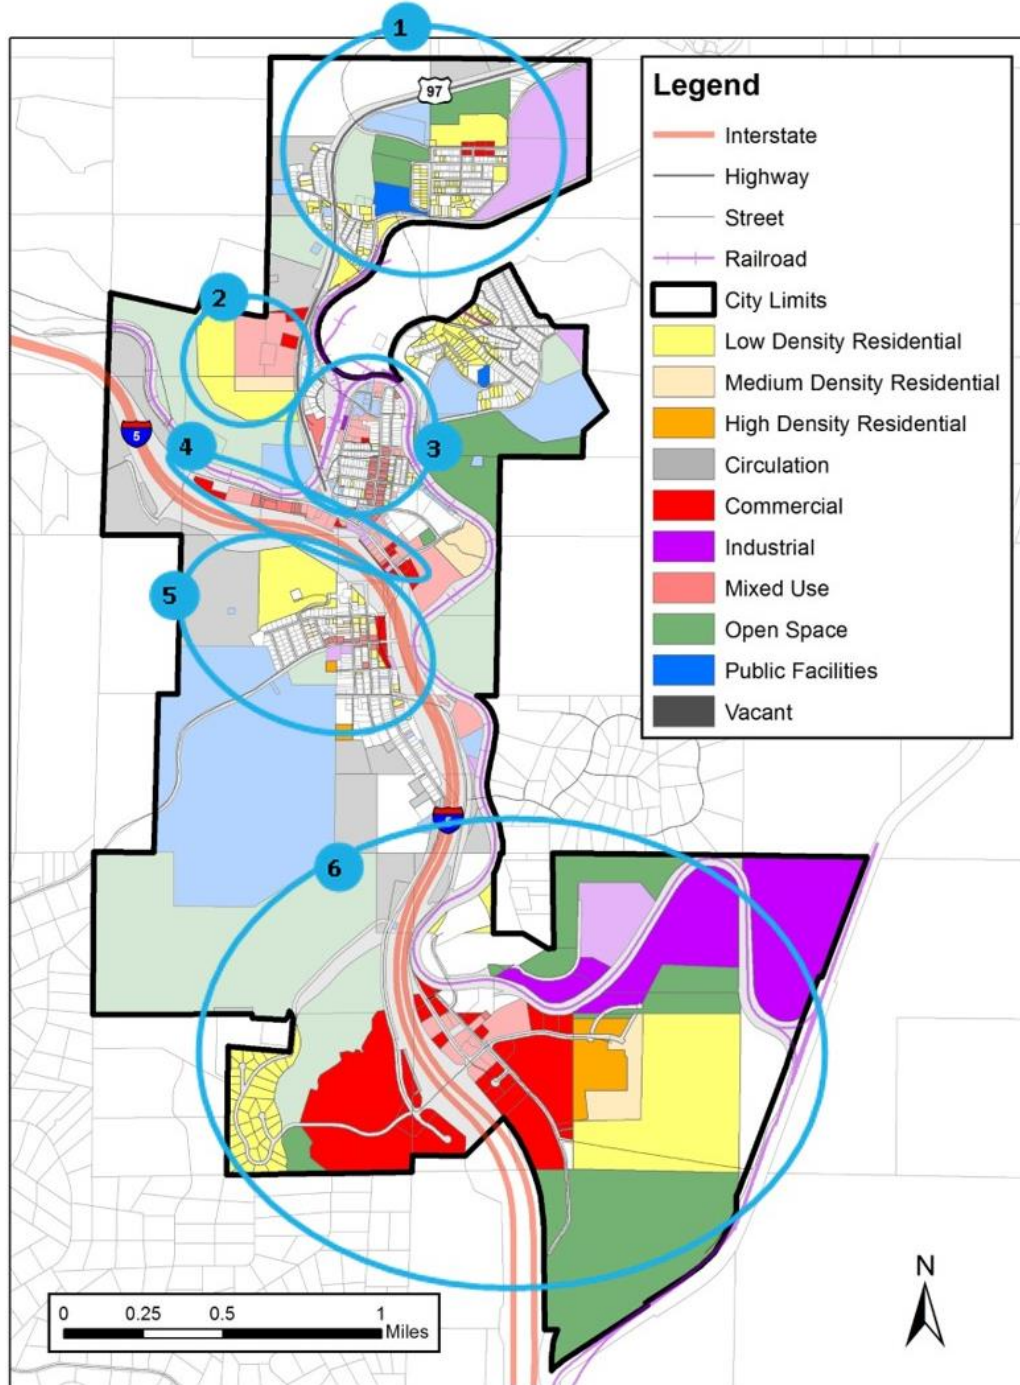 1
97
2
3
5
4
5
5
6
Legend
Interstate
Highway
Street
Railroad
City Limits
Low Density Residential
Medium Density Residential
High Density Residential
Circulation
Commercial
Industrial
Mixed Use
Open Space
Public Facilities
Vacant
N
0 0.25 0.5 1
Miles